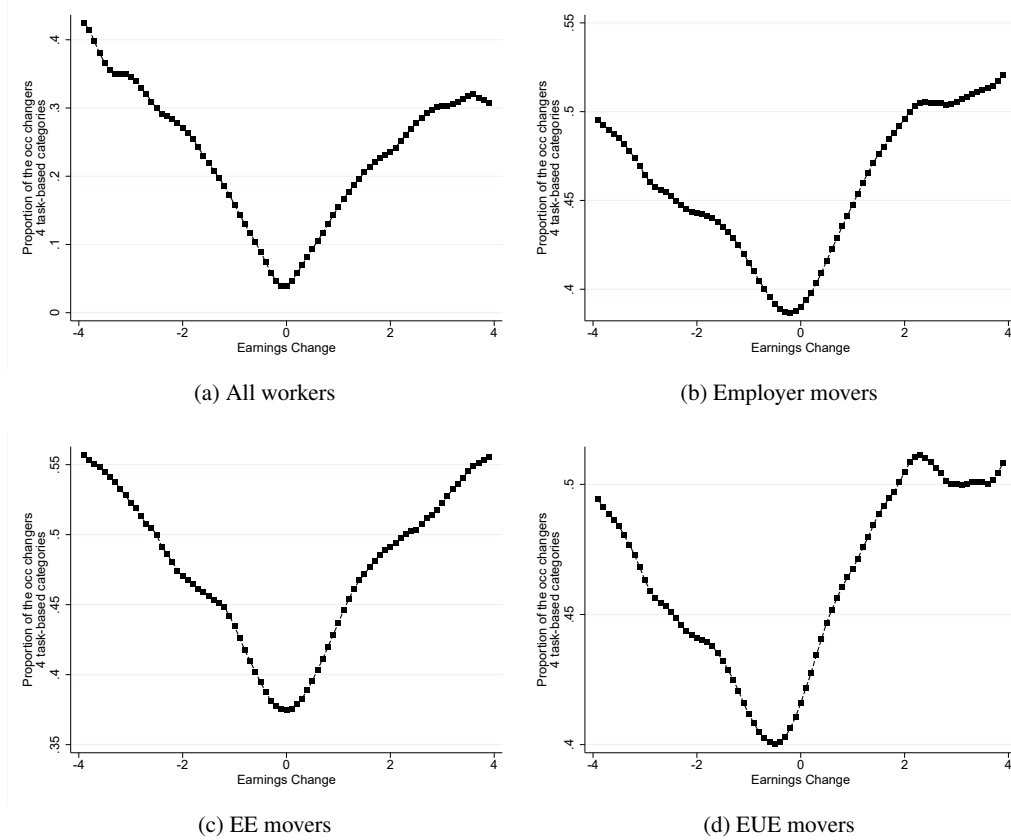 Proportion of the occ changers
4 task-based categories
.4
.3
.2
.1
0
-4 -2 0 2 4
Earnings Change
(a) All workers
Proportion of the occ changers
4 task-based categories
.55
.5
.45
.4
-4 -2 0 2 4
Earnings Change
(b) Employer movers
Proportion of the occ changers
4 task-based categories
.55
.5
.45
.4
.35
-4 -2 0 2 4
Earnings Change
(c) EE movers
Proportion of the occ changers
4 task-based categories
.5
.45
.4
-4 -2 0 2 4
Earnings Change
(d) EUE movers